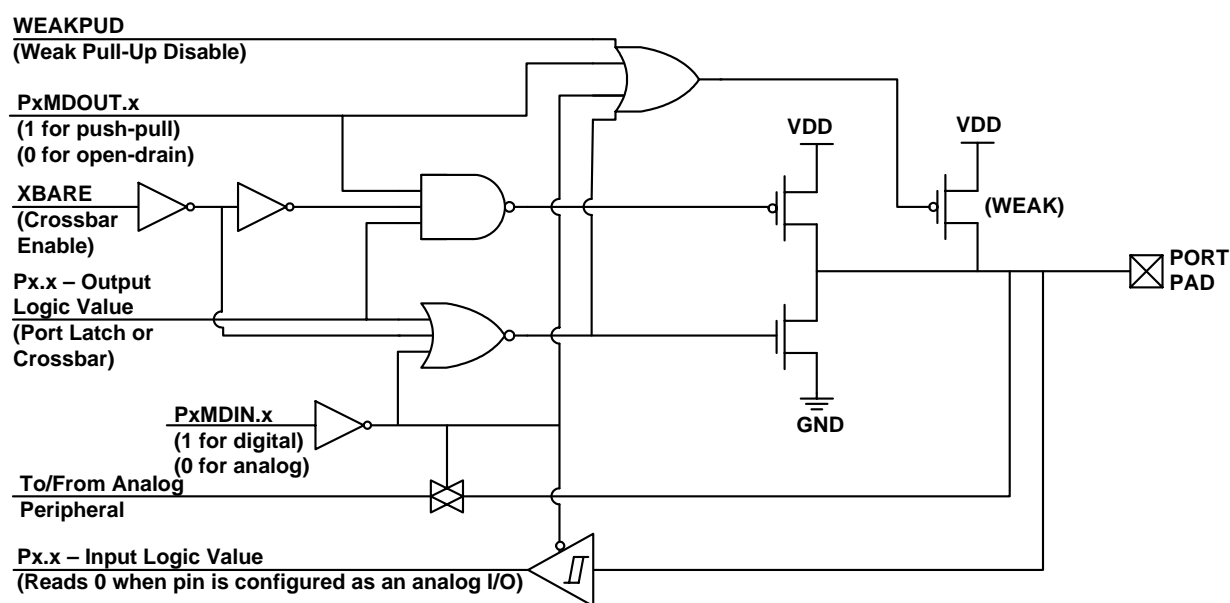 WEAKPUD
(Weak Pull-Up Disable)
PxMDOUT.x
(1 for push-pull)
(0 for open-drain)
XBARE
(Crossbar
Enable)
Px.x – Output
Logic Value
(Port Latch or
Crossbar)
PxMDIN.x
(1 for digital)
(0 for analog)
To/From Analog
Peripheral
Px.x – Input Logic Value
(Reads 0 when pin is configured as an analog I/O)
VDD
VDD
(WEAK)
GND
PORT
PAD